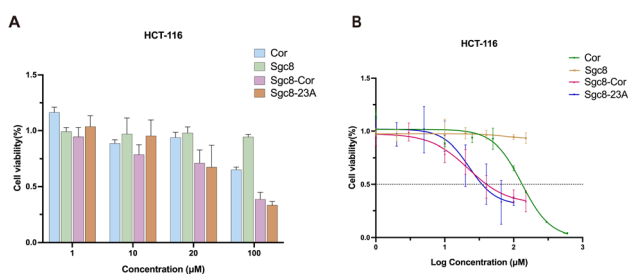 A
HCT-116
Cor
Sgc8
Sgc8-Cor
Sgc8-23A
Cell viability(%)
1.5
1.0
0.5
0.0
1
10
20
100
Concentration (μM)
B
HCT-116
Cor
Sgc8
Sgc8-Cor
Sgc8-23A
Cell viability(%)
1.5
1.0
0.5
0.0
0
1
2
3
Log Concentration (μM)